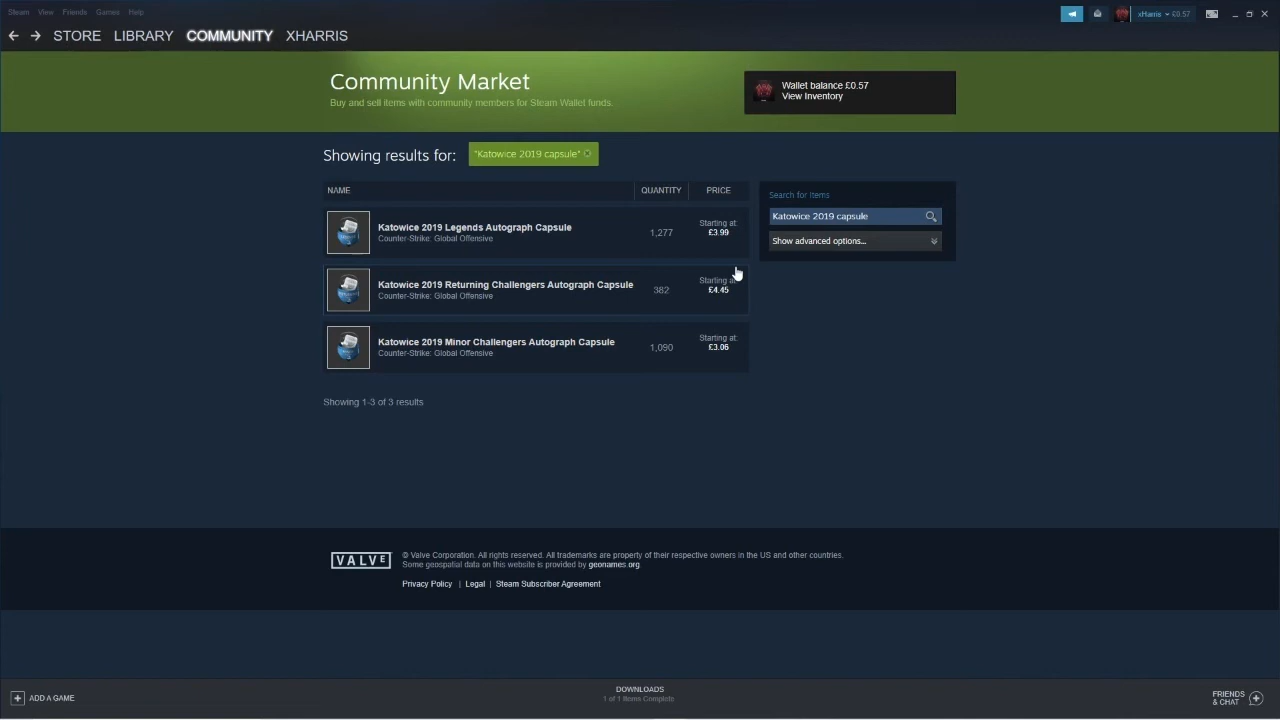 Steam View Friends Games Help
xHarris £0.57
STORE LIBRARY COMMUNITY XHARRIS
Community Market
Buy and sell items with community members for Steam Wallet funds.
Wallet balance £0.57
View Inventory
Showing results for: "Katowice 2019 capsule"
NAME QUANTITY PRICE
Katowice 2019 Legends Autograph Capsule
Counter-Strike: Global Offensive
1,277
Starting at:
£3.99
Katowice 2019 Returning Challengers Autograph Capsule
Counter-Strike: Global Offensive
382
Starting at:
£4.45
Katowice 2019 Minor Challengers Autograph Capsule
Counter-Strike: Global Offensive
1,090
Starting at:
£3.06
Showing 1-3 of 3 results
Search for Items
Katowice 2019 capsule
Show advanced options...
VALVE
© Valve Corporation. All rights reserved. All trademarks are property of their respective owners in the US and other countries.
Some geospatial data on this website is provided by geonames.org.
Privacy Policy | Legal | Steam Subscriber Agreement
ADD A GAME
DOWNLOADS
1 of 1 Items Complete
FRIENDS
& CHAT